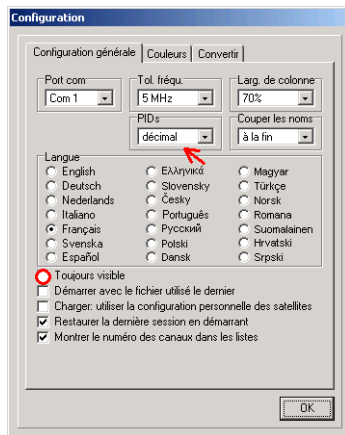 Configuration
Configuration générale Couleurs Convertir
Port com Tol. fréqu. Larg. de colonne
Com 1 5 MHz 70%
PIDs Couper les noms
décimal à la fin
Langue
English Ελληνικά Magyar
Deutsch Slovensky Türkçe
Nederlands Česky Norsk
Italiano Português Romana
Français Русский Suomalainen
Svenska Polski Hrvatski
Español Dansk Srpski
Toujours visible
Démarrer avec le fichier utilisé le dernier
Charger: utiliser la configuration personnelle des satellites
Restaurer la dernière session en démarrant
Montrer le numéro des canaux dans les listes
OK